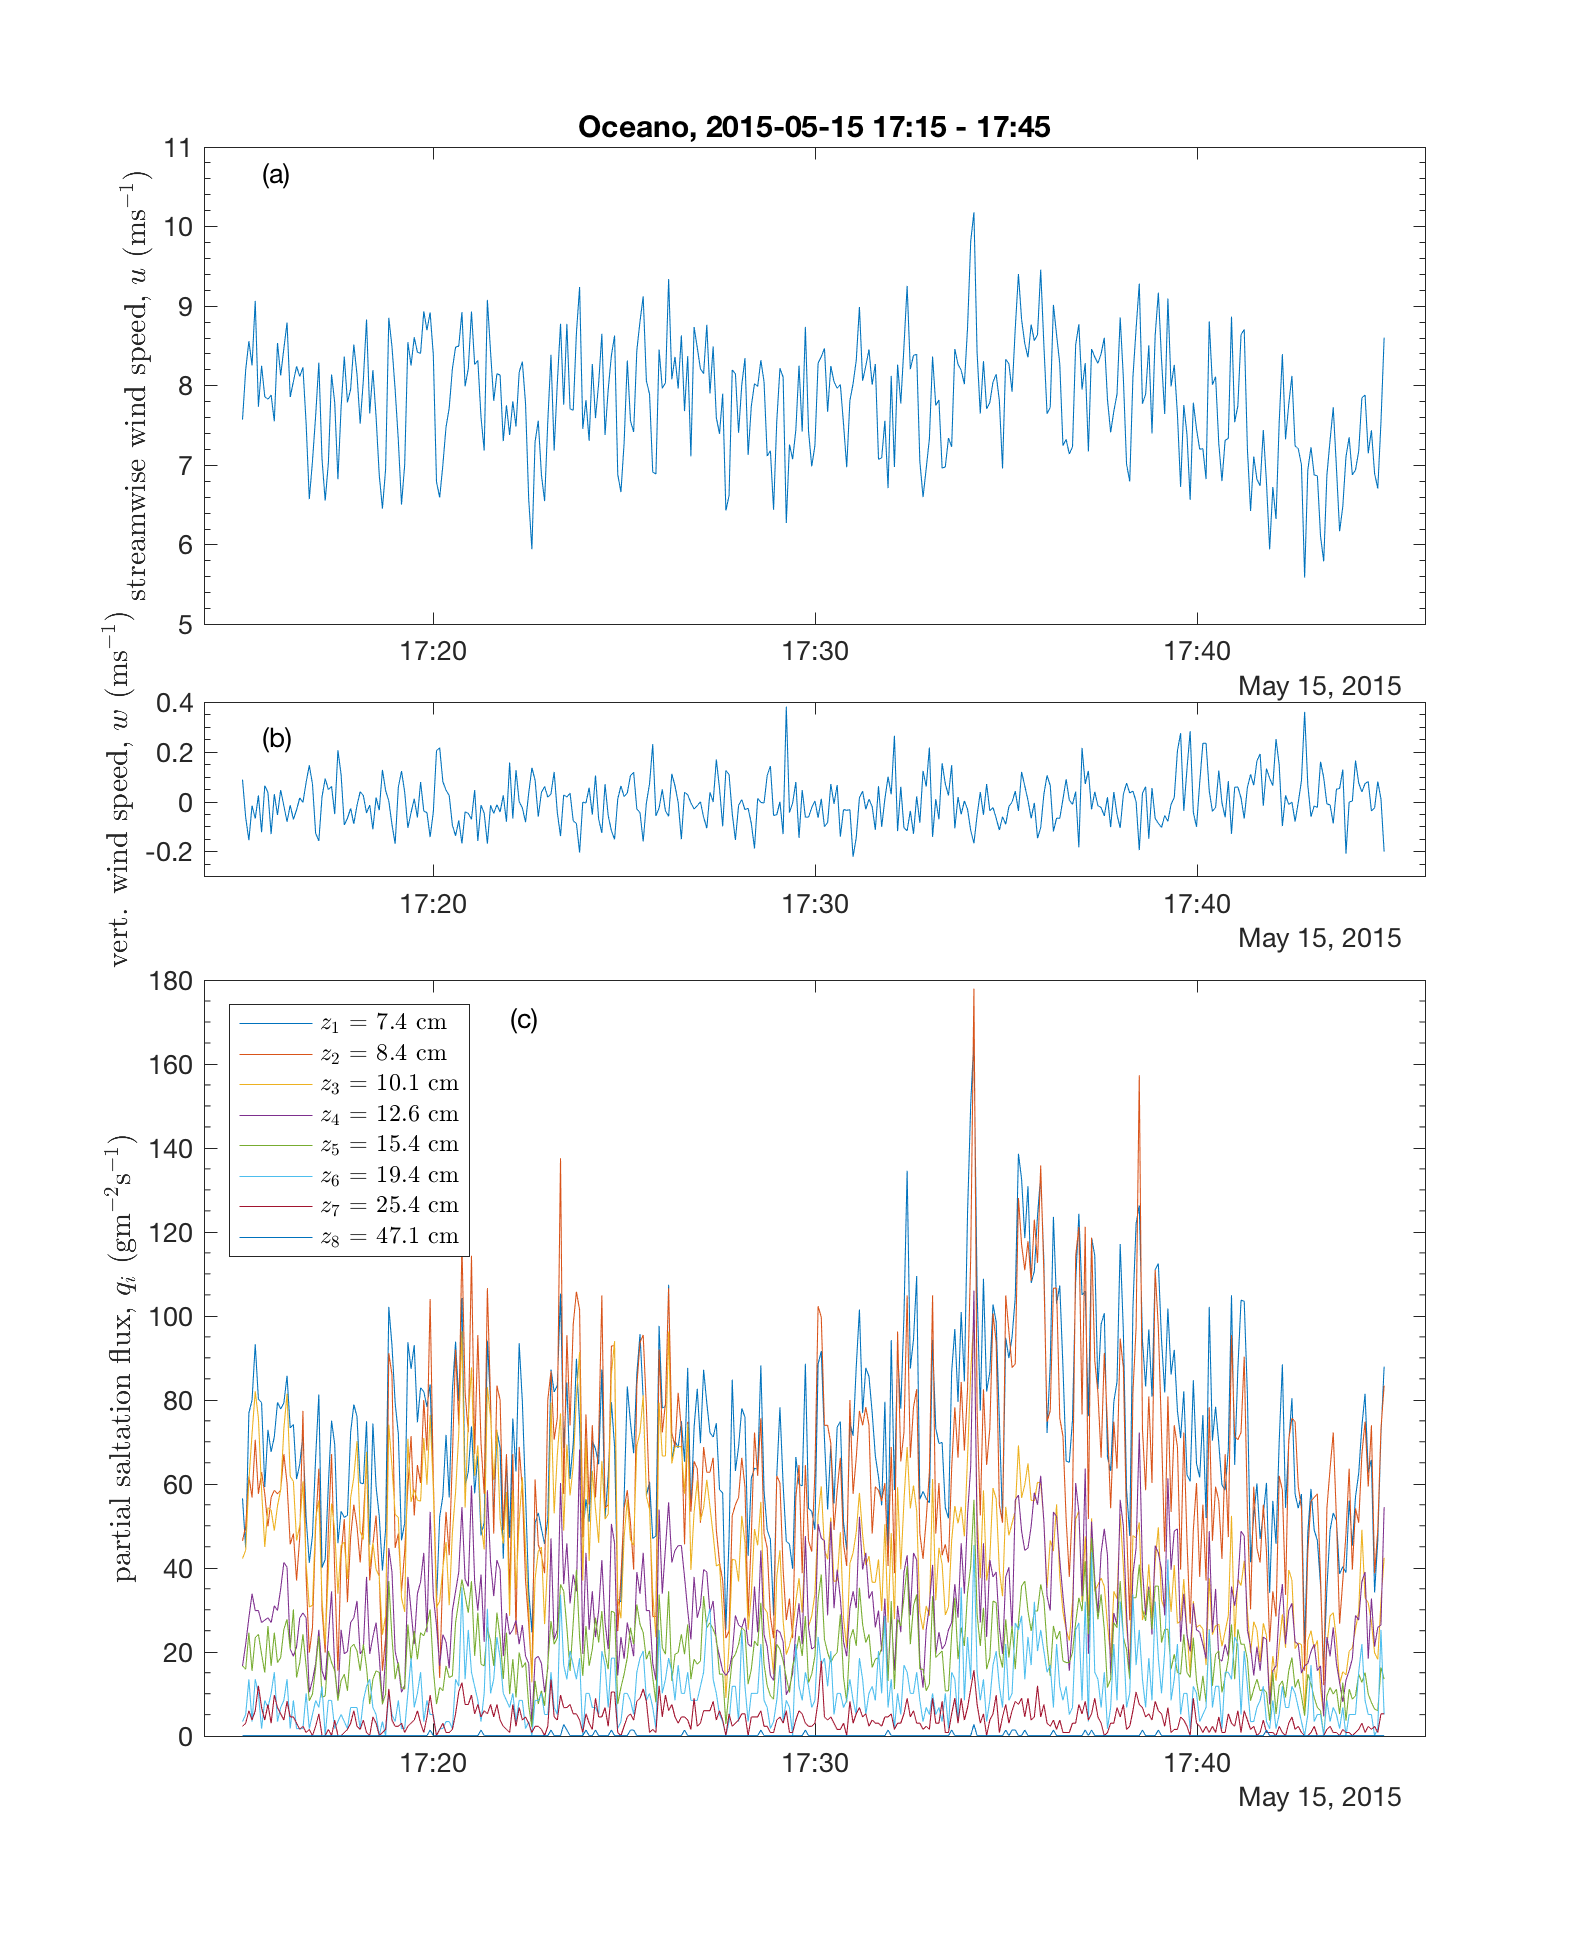 Oceano, 2015-05-15 17:15 - 17:45
(a)
streamwise wind speed, u (ms⁻¹)
11
10
9
8
7
6
5
17:20 17:30 17:40
May 15, 2015
(b)
vert. wind speed, w (ms⁻¹)
0.4
0.2
0
-0.2
17:20 17:30 17:40
May 15, 2015
(c)
partial saltation flux, qᵢ (gm⁻²s⁻¹)
180
160
140
120
100
80
60
40
20
0
z₁ = 7.4 cm
z₂ = 8.4 cm
z₃ = 10.1 cm
z₄ = 12.6 cm
z₅ = 15.4 cm
z₆ = 19.4 cm
z₇ = 25.4 cm
z₈ = 47.1 cm
17:20 17:30 17:40
May 15, 2015